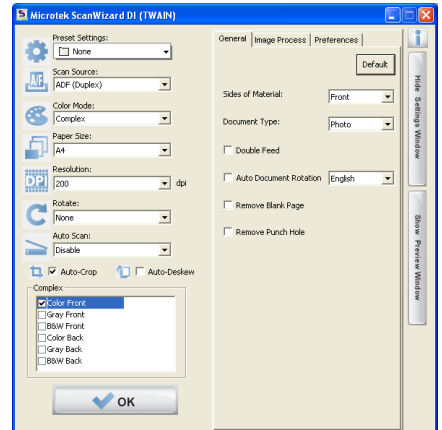 Microtek ScanWizard DI (TWAIN)
Preset Settings:
None
Scan Source:
ADF (Duplex)
Color Mode:
Complex
Paper Size:
A4
Resolution:
200 dpi
Rotate:
None
Auto Scan:
Disable
Auto-Crop Auto-Deskew
Complex
Color Front
Gray Front
B&W Front
Color Back
Gray Back
B&W Back
OK
General Image Process Preferences
Default
Sides of Material: Front
Document Type: Photo
Double Feed
Auto Document Rotation English
Remove Blank Page
Remove Punch Hole
Hide Settings Window
Show Preview Window
A/F
DPI